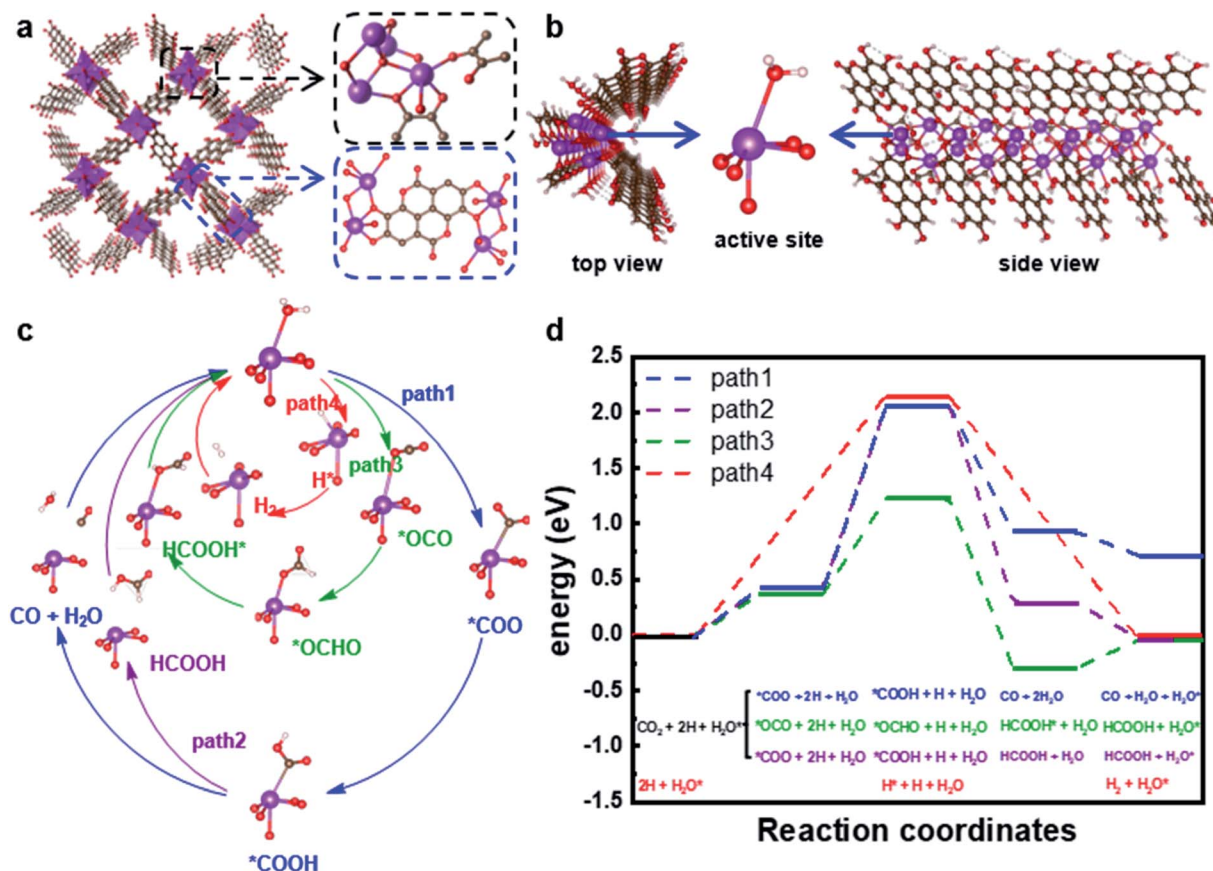 a
b
top view
active site
side view
c
path1
path4
path3
H*
H₂
*OCO
HCOOH*
CO + H₂O
*OCHO
*COO
HCOOH
path2
*COOH
d
energy (eV)
2.5
2.0
1.5
1.0
0.5
0.0
-0.5
-1.0
-1.5
path1
path2
path3
path4
*COO + 2H + H₂O *COOH + H + H₂O CO + 2H₂O CO + H₂O + H₂O*
CO₂ + 2H + H₂O* *OCO + 2H + H₂O *OCHO + H + H₂O HCOOH* + H₂O HCOOH + H₂O*
*COO + 2H + H₂O *COOH + H + H₂O HCOOH + H₂O HCOOH + H₂O*
2H + H₂O* H* + H + H₂O H₂ + H₂O*
Reaction coordinates